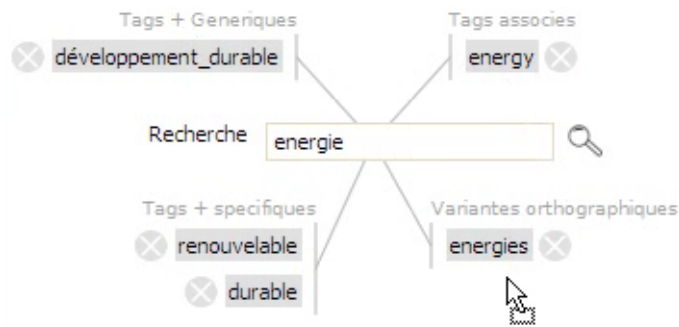 Tags + Generiques
Tags associes
développement_durable
energy
Recherche
energie
Tags + specifiques
Variantes orthographiques
renouvelable
energies
durable